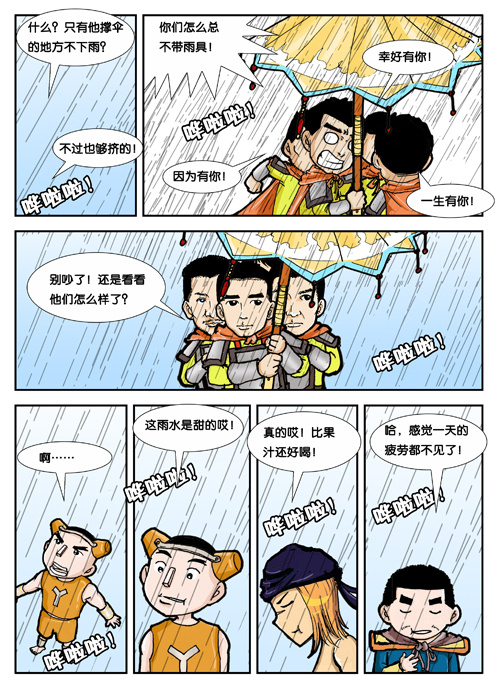 什么？只有他撑伞
的地方不下雨？
不过也够挤的！
哗啦啦！
你们怎么总
不带雨具！
幸好有你！
哗啦啦！
因为有你！
一生有你！
别吵了！还是看看
他们怎么样了？
哗啦啦！
啊……
哗啦啦！
哗啦啦！
这雨水是甜的哎！
哗啦啦！
真的哎！比果
汁还好喝！
哗啦啦！
哈，感觉一天的
疲劳都不见了！
哗啦啦！